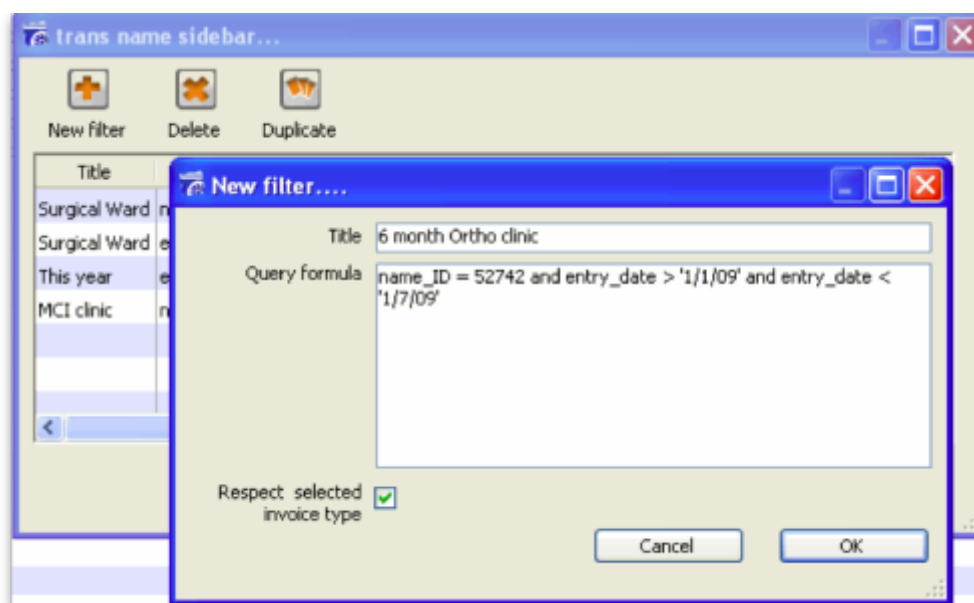 trans name sidebar...
New filter Delete Duplicate
Title
Surgical Ward n
Surgical Ward e
This year e
MCI clinic n
New filter....
Title 6 month Ortho clinic
Query formula name_ID = 52742 and entry_date > '1/1/09' and entry_date <
'1/7/09'
Respect selected
invoice type
Cancel OK